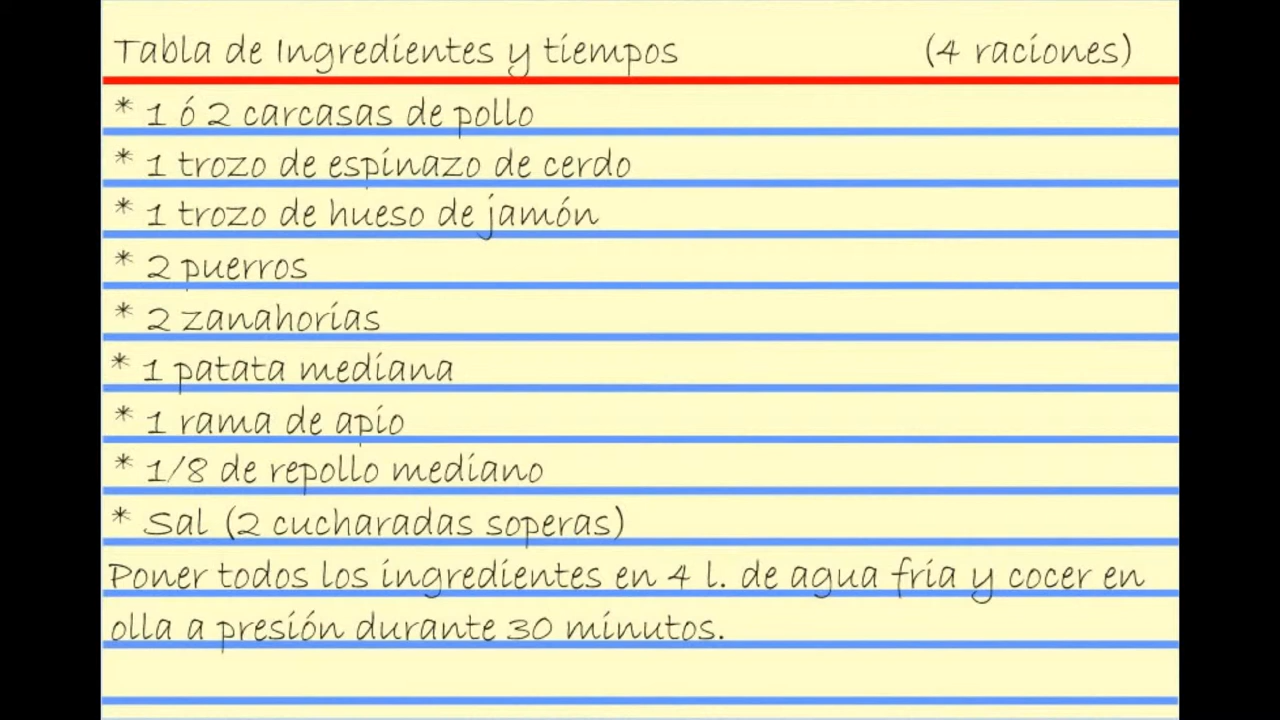 Tabla de Ingredientes y tiempos (4 raciones)
* 1 ó 2 carcasas de pollo
* 1 trozo de espinazo de cerdo
* 1 trozo de hueso de jamón
* 2 puerros
* 2 zanahorias
* 1 patata mediana
* 1 rama de apio
* 1/8 de repollo mediano
* Sal (2 cucharadas soperas)
Poner todos los ingredientes en 4 l. de agua fria y cocer en
olla a presión durante 30 minutos.